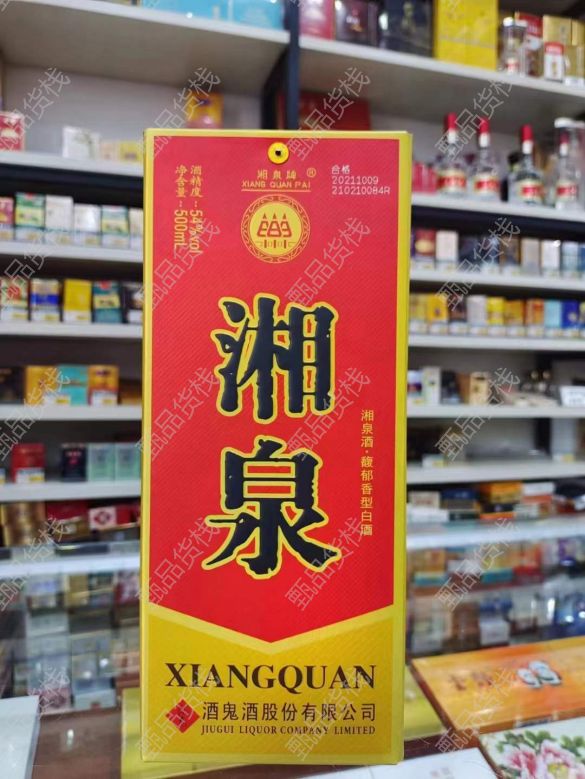 湘泉牌®
XIANG QUAN PAI
合格
20211009
210210084R
酒精度:54%vol
净含量:500mL
湘泉
湘泉酒·馥郁香型白酒
XIANGQUAN
酒鬼酒股份有限公司
JIUGUI LIQUOR COMPANY LIMITED
甄品货栈